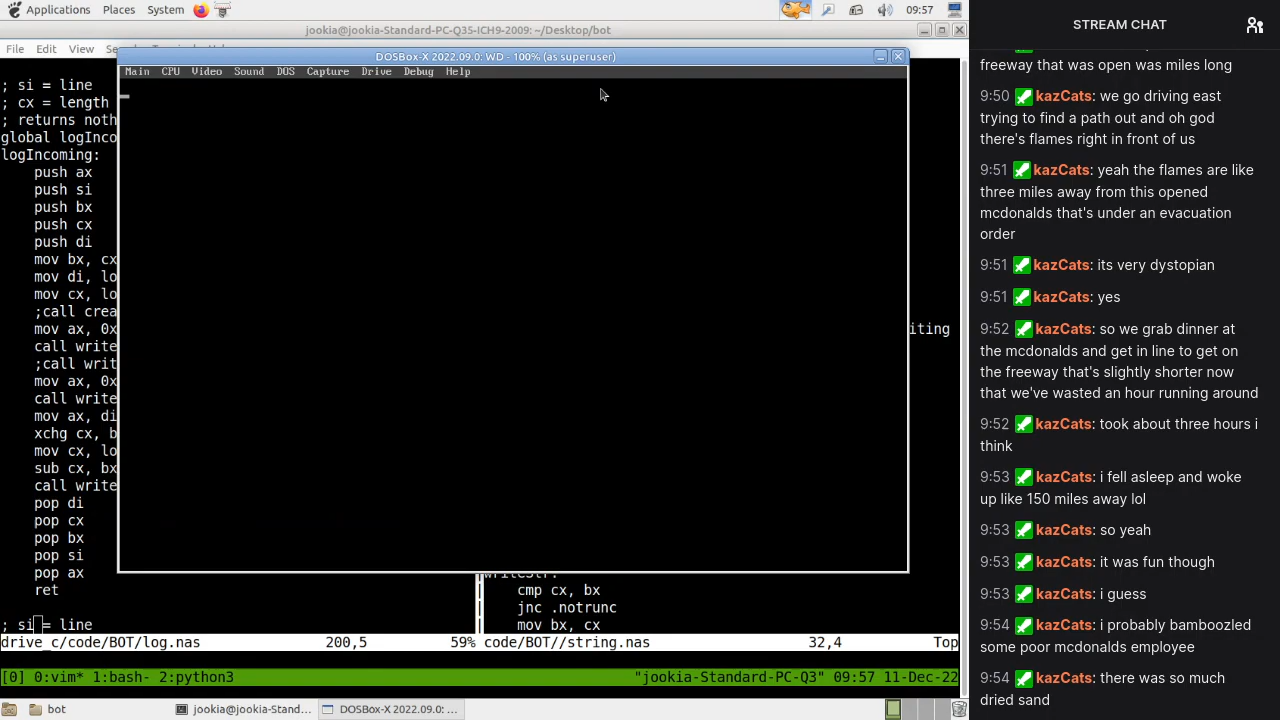 Applications Places System 09:57
jookia@jookia-Standard-PC-Q35-ICH9-2009: ~/Desktop/bot
File Edit View
DOSBox-X 2022.09.0: WD - 100% (as superuser)
Main CPU Video Sound DOS Capture Drive Debug Help
; si = line
; cx = length
; returns noth
global logInco
logIncoming:
push ax
push si
push bx
push cx
push di
mov bx, cx
mov di, lo
mov cx, lo
;call crea
mov ax, 0x
iting
call write
;call writ
mov ax, 0x
call write
mov ax, di
xchg cx, b
mov cx, lo
sub cx, bx
call write
pop di
pop cx
pop bx
pop si
pop ax
ret
; si = line
writeStr:
cmp cx, bx
jnc .notrunc
mov bx, cx
drive_c/code/BOT/log.nas 200,5 59% code/BOT//string.nas 32,4 Top
[0] 0:vim* 1:bash- 2:python3 "jookia-Standard-PC-Q3" 09:57 11-Dec-22
bot jookia@jookia-Standard... DOSBox-X 2022.09.0: ...
STREAM CHAT
freeway that was open was miles long
9:50 kazCats: we go driving east
trying to find a path out and oh god
there's flames right in front of us
9:51 kazCats: yeah the flames are like
three miles away from this opened
mcdonalds that's under an evacuation
order
9:51 kazCats: its very dystopian
9:51 kazCats: yes
9:52 kazCats: so we grab dinner at
the mcdonalds and get in line to get on
the freeway that's slightly shorter now
that we've wasted an hour running around
9:52 kazCats: took about three hours i
think
9:53 kazCats: i fell asleep and woke
up like 150 miles away lol
9:53 kazCats: so yeah
9:53 kazCats: it was fun though
9:53 kazCats: i guess
9:54 kazCats: i probably bamboozled
some poor mcdonalds employee
9:54 kazCats: there was so much
dried sand